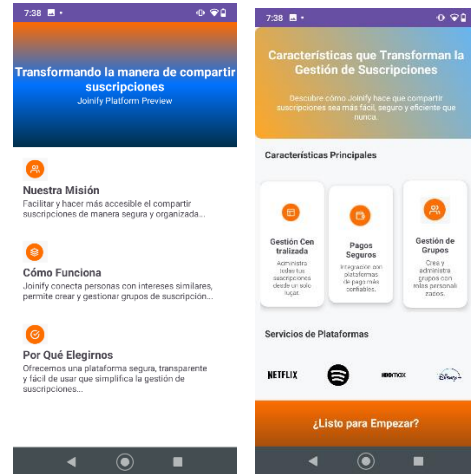 7:38
Transformando la manera de compartir
suscripciones
Joinify Platform Preview
Nuestra Misión
Facilitar y hacer más accesible el compartir
suscripciones de manera segura y organizada...
Cómo Funciona
Joinify conecta personas con intereses similares,
permite crear y gestionar grupos de suscripción...
Por Qué Elegirnos
Ofrecemos una plataforma segura, transparente
y fácil de usar que simplifica la gestión de
suscripciones...
7:38
Características que Transforman la
Gestión de Suscripciones
Descubre cómo Joinify hace que compartir
suscripciones sea más fácil, seguro y eficiente que
nunca.
Características Principales
Gestión Cen
tralizada
Administra
todas tus
suscripciones
desde un solo
lugar.
Pagos
Seguros
Integración con
plataformas
de pago más
confiables.
Gestión de
Grupos
Crea y
administra
grupos con
más personali
zados.
Servicios de Plataformas
NETFLIX
HBOMAX
Disney+
¿Listo para Empezar?